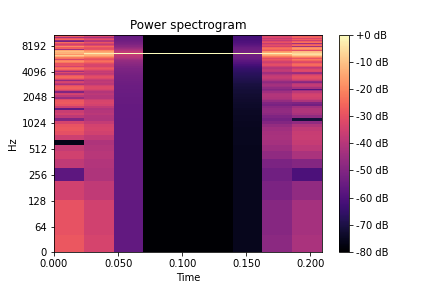 Power spectrogram
Hz
8192
4096
2048
1024
512
256
128
64
0
0.000
0.050
0.100
0.150
0.200
Time
+0 dB
-10 dB
-20 dB
-30 dB
-40 dB
-50 dB
-60 dB
-70 dB
-80 dB